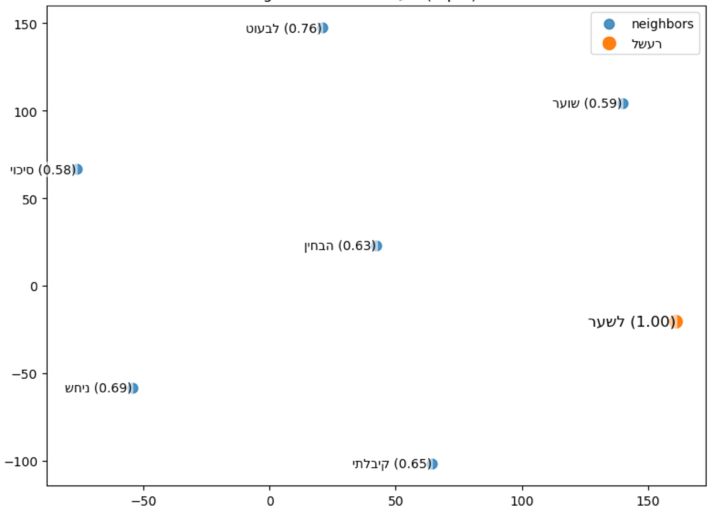 150
לבעוט (0.76)
neighbors
רעשל
100
שוער (0.59)
סיכוי (0.58)
50
הבחין (0.63)
0
לשער (1.00)
−50
ניחש (0.69)
−100
קיבלתי (0.65)
−50 0 50 100 150